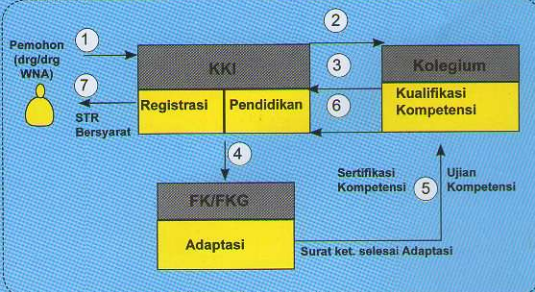 1
2
Pemohon
(drg/drg
WNA)
KKI
3
Kolegium
7
Registrasi
Pendidikan
6
Kualifikasi
Kompetensi
STR
Bersyarat
4
Sertifikasi
Kompetensi
5
Ujian
Kompetensi
FK/FKG
Adaptasi
Surat ket. selesai Adaptasi